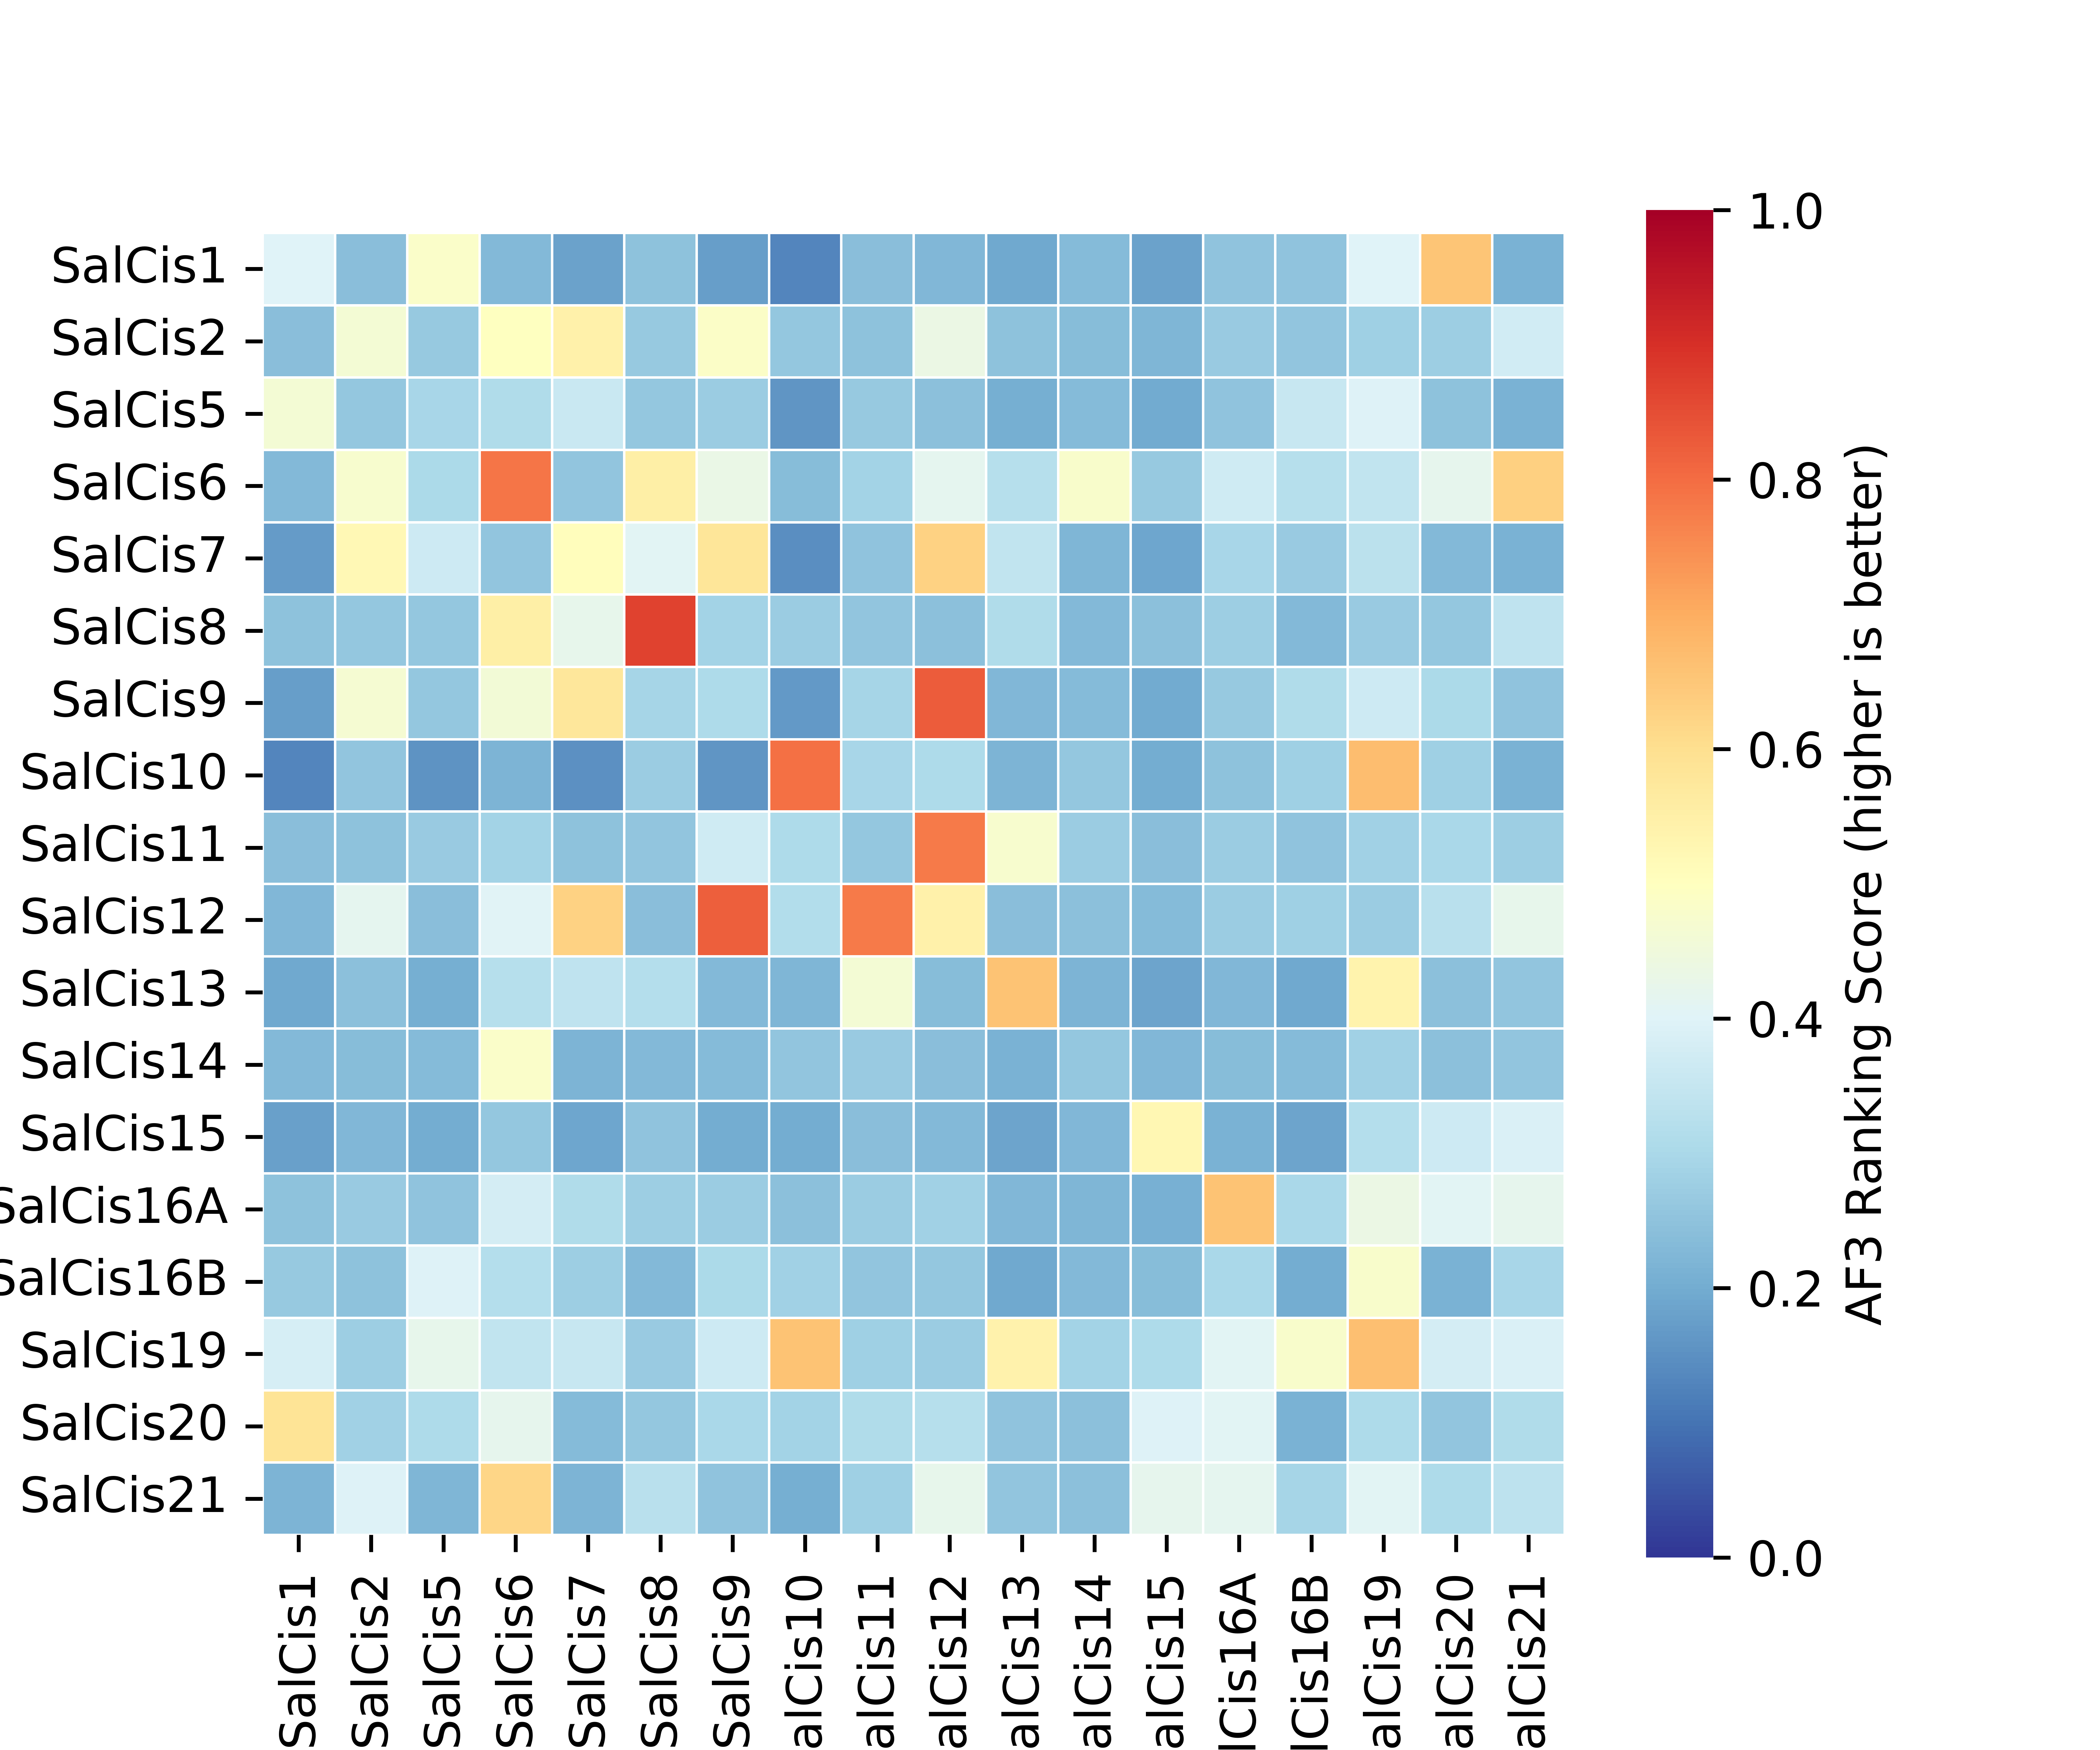 SalCis1
SalCis2
SalCis5
SalCis6
SalCis7
SalCis8
SalCis9
SalCis10
SalCis11
SalCis12
SalCis13
SalCis14
SalCis15
SalCis16A
SalCis16B
SalCis19
SalCis20
SalCis21
SalCis1
SalCis2
SalCis5
SalCis6
SalCis7
SalCis8
SalCis9
alCis10
alCis11
alCis12
alCis13
alCis14
alCis15
lCis16A
lCis16B
alCis19
alCis20
alCis21
1.0
0.8
0.6
0.4
0.2
0.0
AF3 Ranking Score (higher is better)